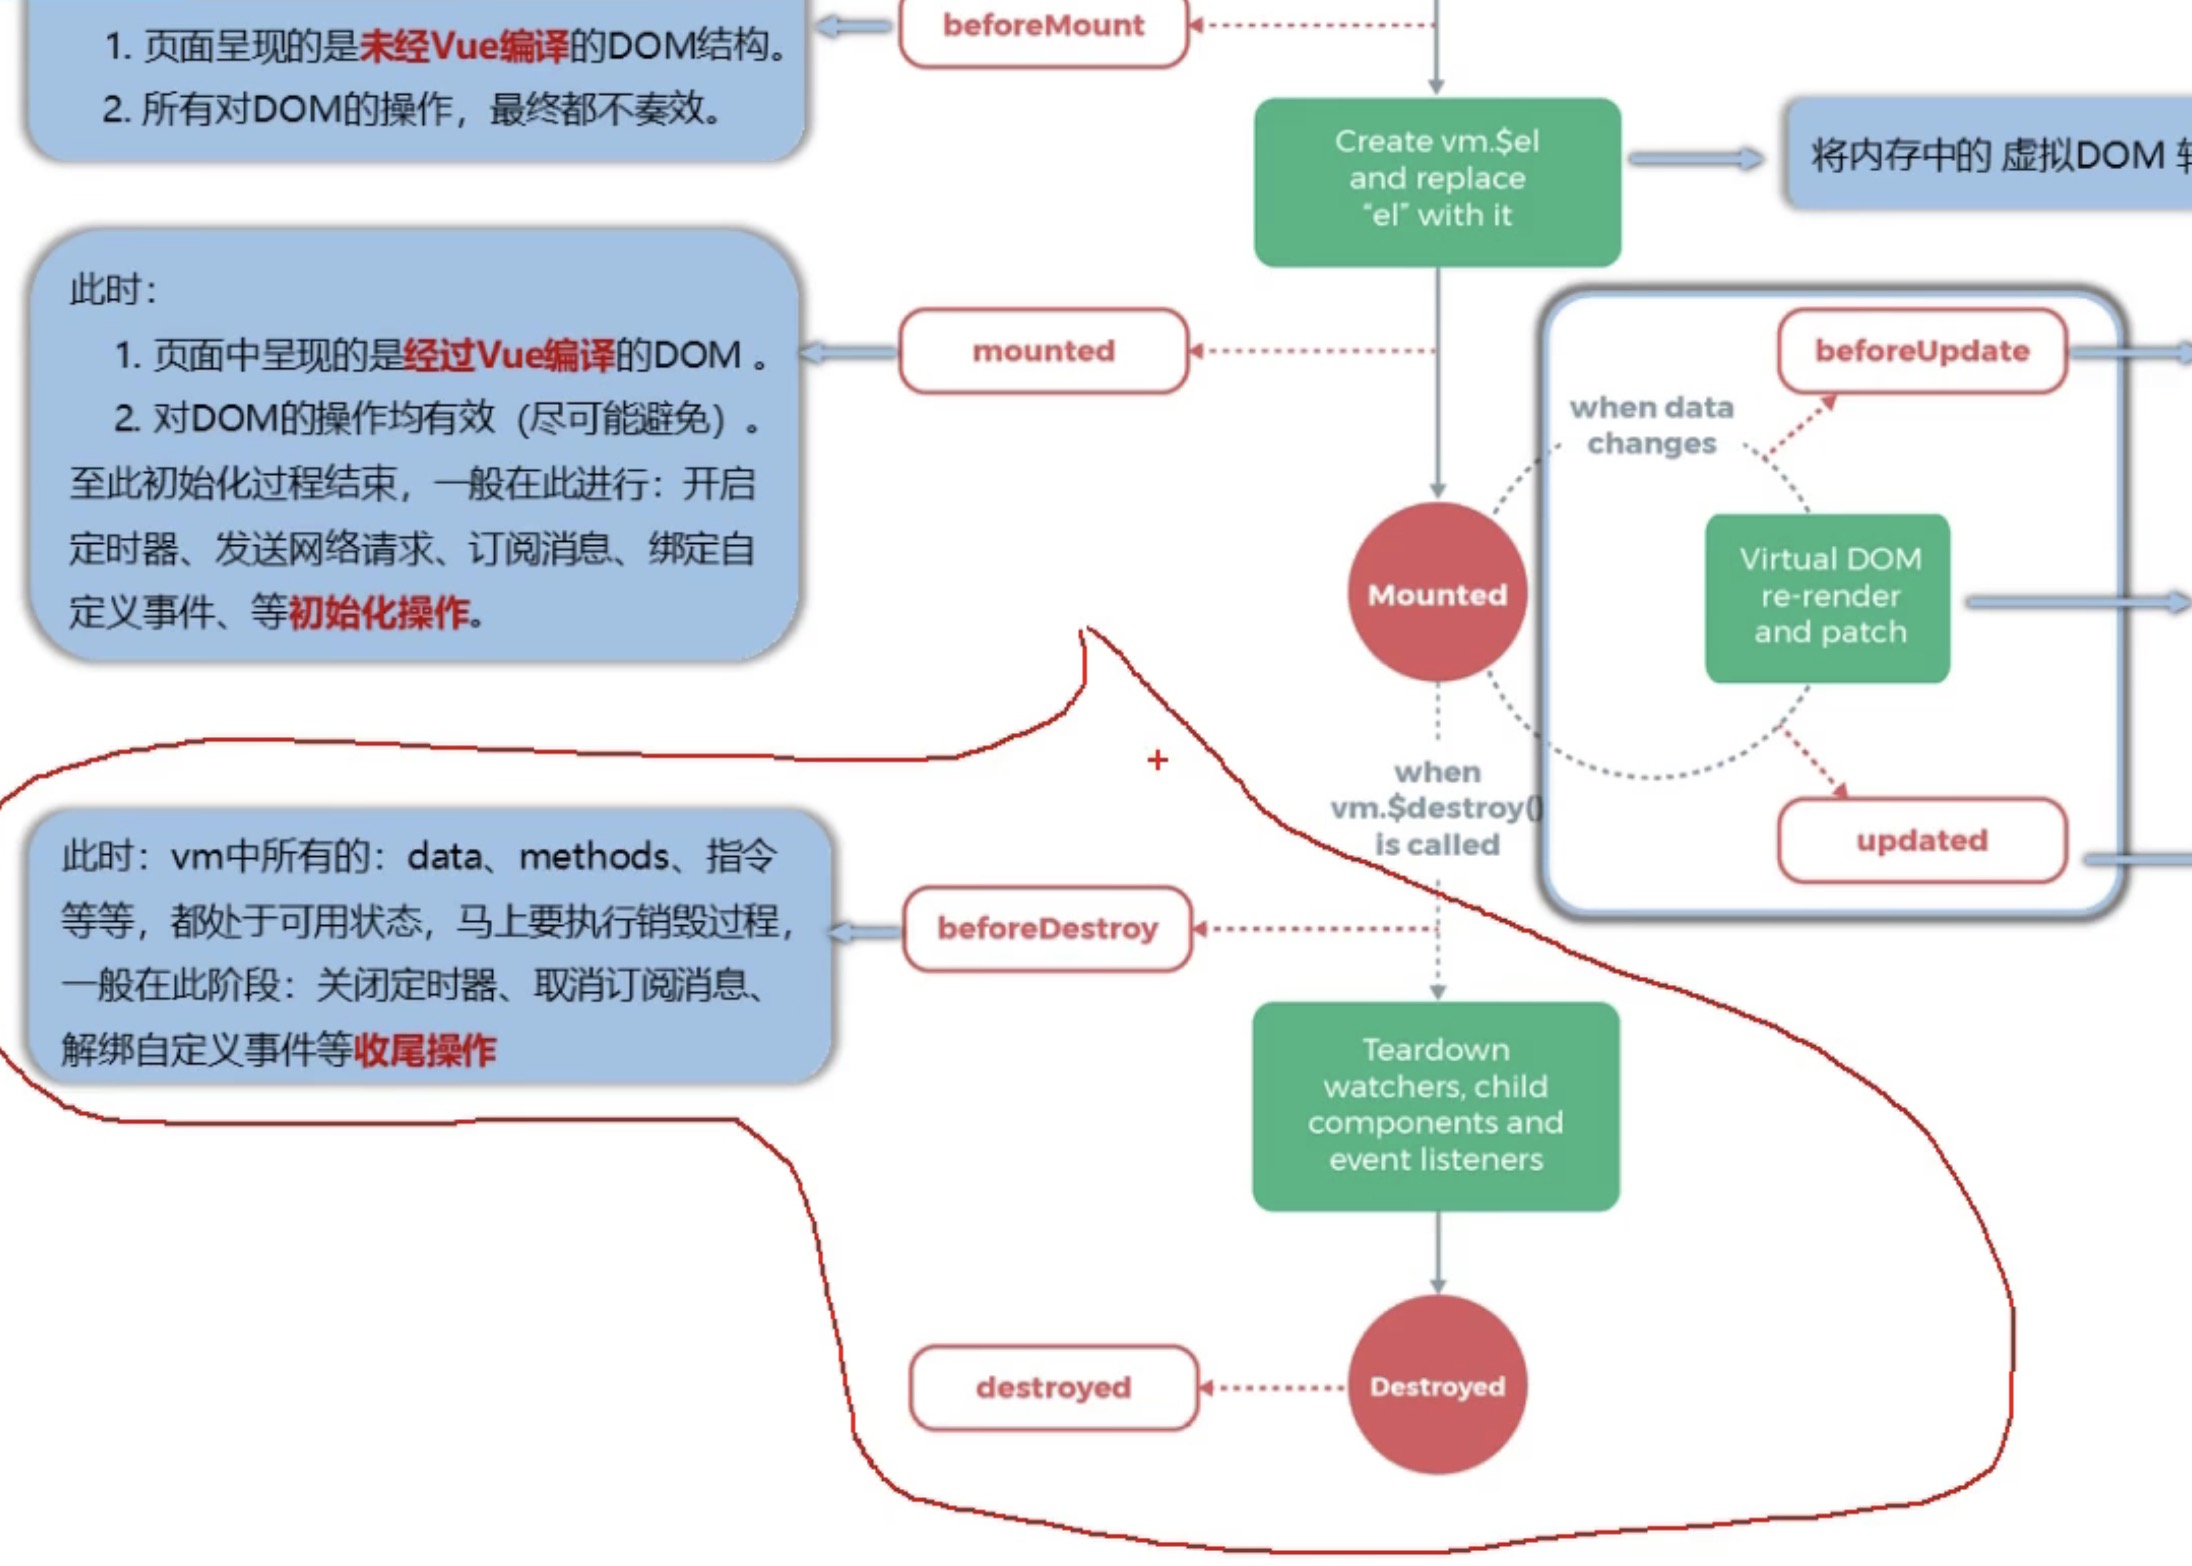 1. 页面呈现的是未经Vue编译的DOM结构。
2. 所有对DOM的操作，最终都不奏效。
beforeMount
Create vm.$el
and replace
“el” with it
将内存中的 虚拟DOM
此时：
1. 页面中呈现的是经过Vue编译的DOM 。
2. 对DOM的操作均有效（尽可能避免）。
至此初始化过程结束，一般在此进行：开启
定时器、发送网络请求、订阅消息、绑定自
定义事件、等初始化操作。
mounted
beforeUpdate
when data
changes
Mounted
Virtual DOM
re-render
and patch
when
vm.$destroy()
is called
updated
此时：vm中所有的：data、methods、指令
等等，都处于可用状态，马上要执行销毁过程，
一般在此阶段：关闭定时器、取消订阅消息、
解绑自定义事件等收尾操作
beforeDestroy
Teardown
watchers, child
components and
event listeners
destroyed
Destroyed